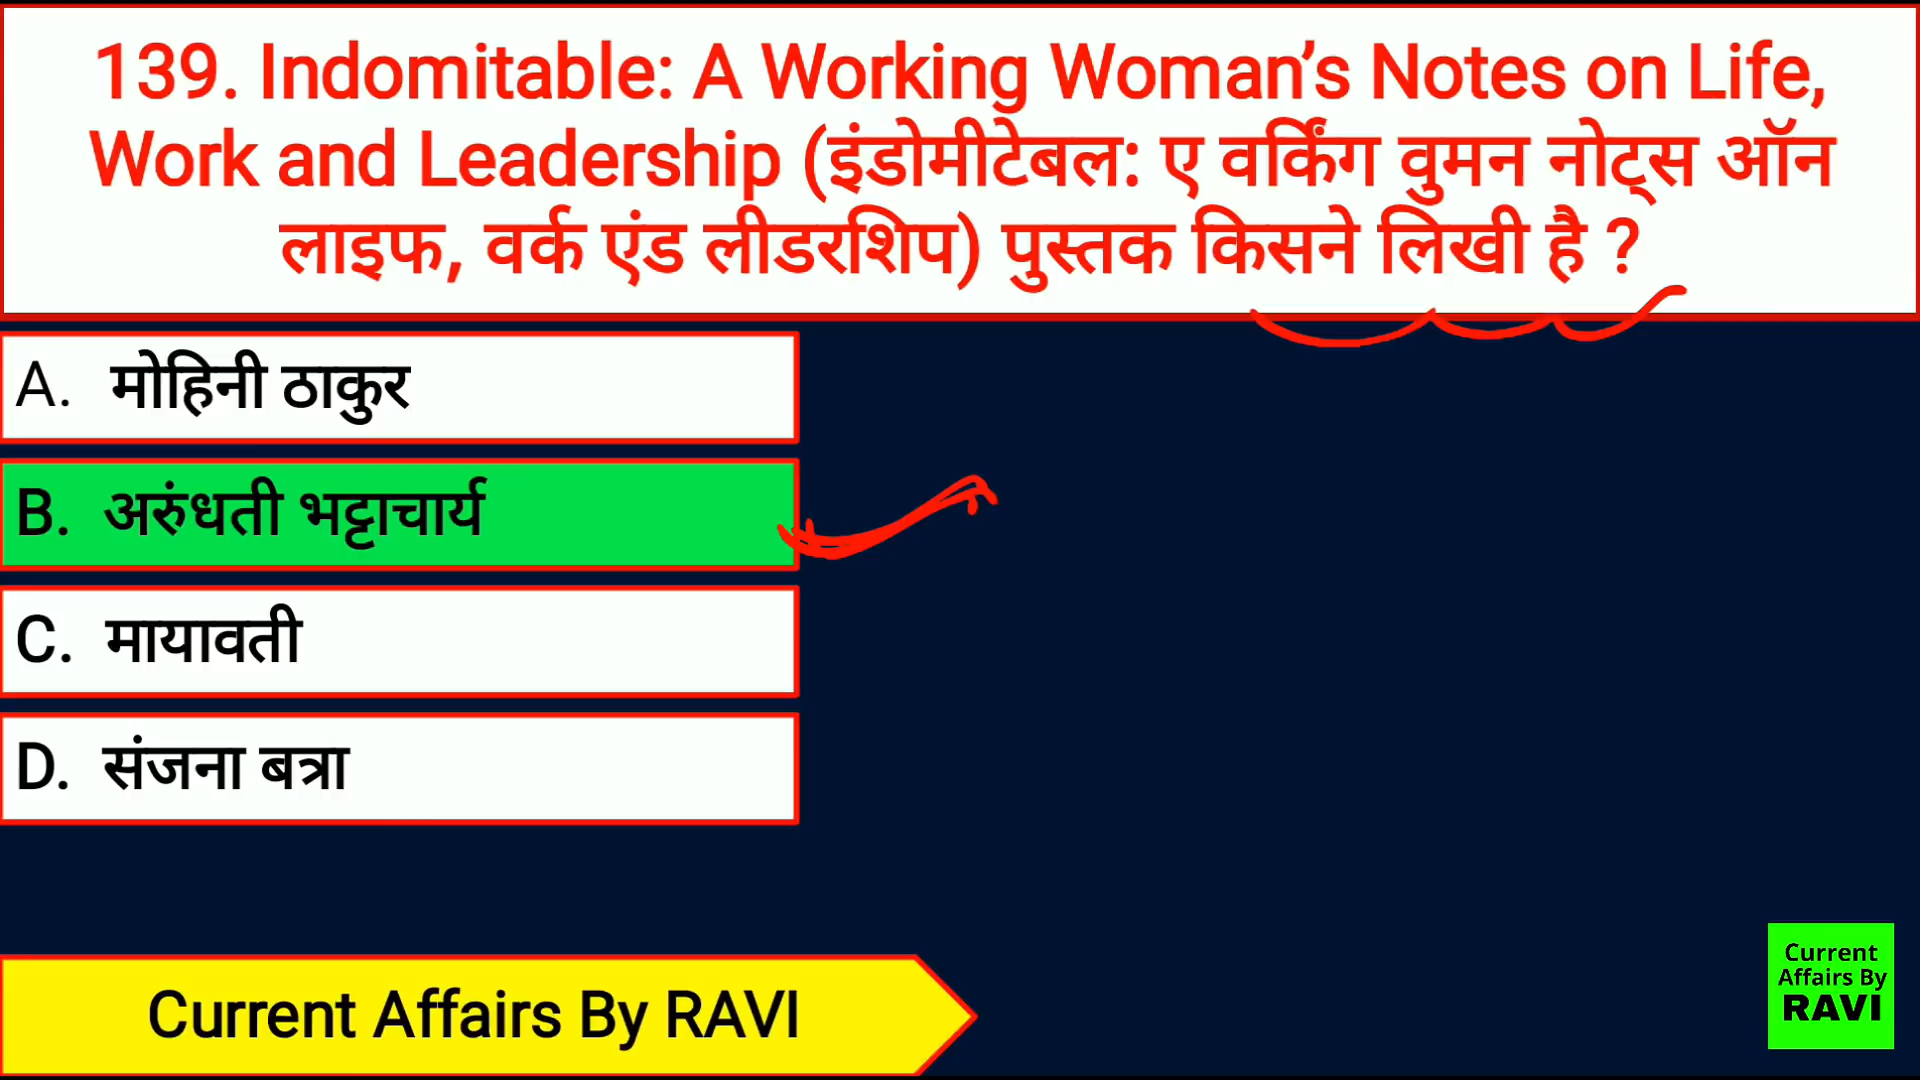 139. Indomitable: A Working Woman’s Notes on Life,
Work and Leadership (इंडोमीटेबल: ए वर्किंग वुमन नोट्स ऑन
लाइफ, वर्क एंड लीडरशिप) पुस्तक किसने लिखी है ?
A. मोहिनी ठाकुर
B. अरुंधती भट्टाचार्य
C. मायावती
D. संजना बत्रा
Current Affairs By RAVI
Current
Affairs By
RAVI